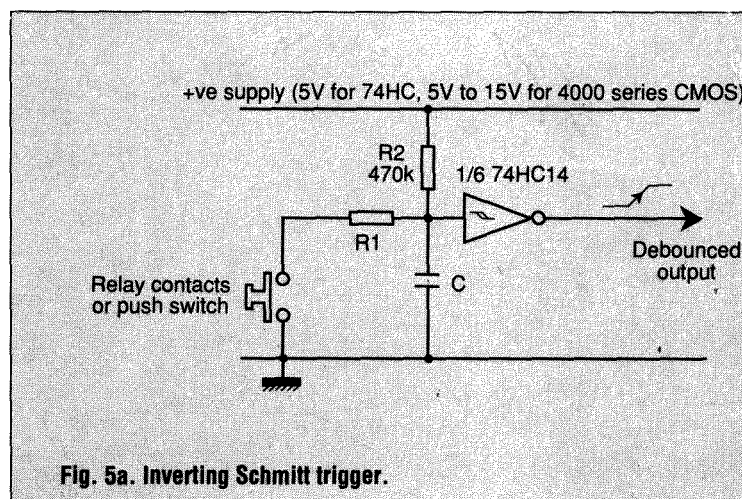 +ve supply (5V for 74HC, 5V to 15V for 4000 series CMOS)
R2
470k
1/6 74HC14
R1
Debounced
output
Relay contacts
or push switch
C
Fig. 5a. Inverting Schmitt trigger.